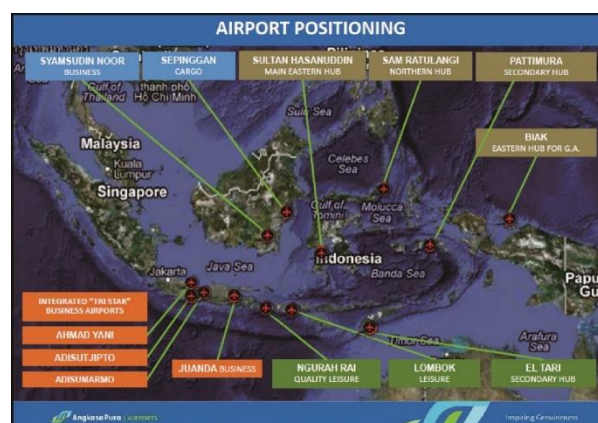 AIRPORT POSITIONING
SYAMSUDIN NOOR
BUSINESS
SEPINGGAN
CARGO
SULTAN HASANUDDIN
MAIN EASTERN HUB
SAM RATULANGI
NORTHERN HUB
PATTIMURA
SECONDARY HUB
Gulf of
Thailand
thành phố
Hồ Chí Minh
Sulu Sea
BIAK
EASTERN HUB FOR G.A.
Malaysia
Kuala
Lumpur
Celebes
Sea
Singapore
Gulf of
Tomini
Molucca
Sea
Indonesia
Jakarta
Java Sea
Banda Sea
INTEGRATED "TRI STAR"
BUSINESS AIRPORTS
AHMAD YANI
ADISUTJIPTO
ADISUMARMO
JUANDA BUSINESS
NGURAH RAI
QUALITY LEISURE
LOMBOK
LEISURE
EL TARI
SECONDARY HUB
Timor Sea
Arafura
Sea
AngkasaPura AIRPORTS
Inspiring Genuineness